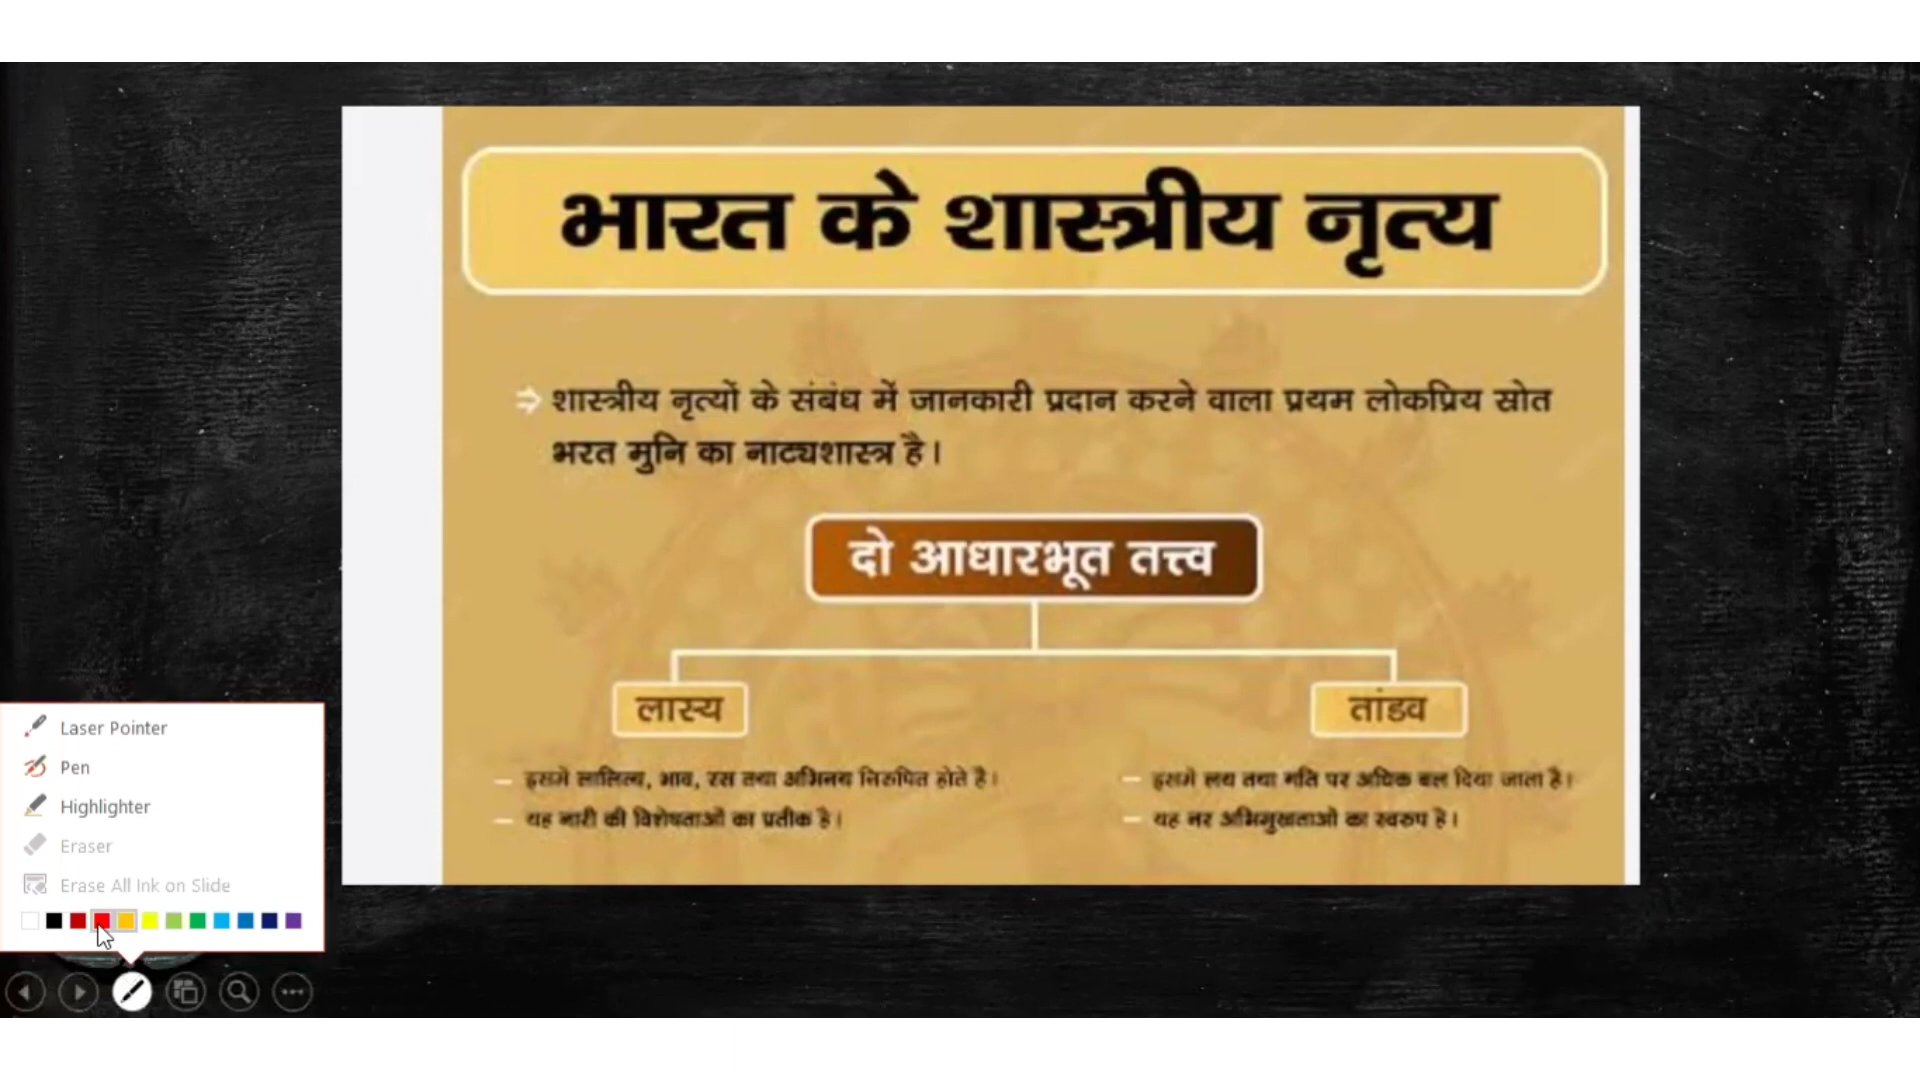 भारत के शास्त्रीय नृत्य
शास्त्रीय नृत्यों के संबंध में जानकारी प्रदान करने वाला प्रथम लोकप्रिय स्रोत
भरत मुनि का नाट्यशास्त्र है।
दो आधारभूत तत्त्व
लास्य
तांडव
– इसमें लालित्य, भाव, रस तथा अभिनय निरुपित होते है।
– यह नारी की विशेषताओं का प्रतीक है।
– इसमें लय तथा गति पर अधिक बल दिया जाता है।
– यह नर अभिमुखताओं का स्वरुप है।
Laser Pointer
Pen
Highlighter
Eraser
Erase All Ink on Slide